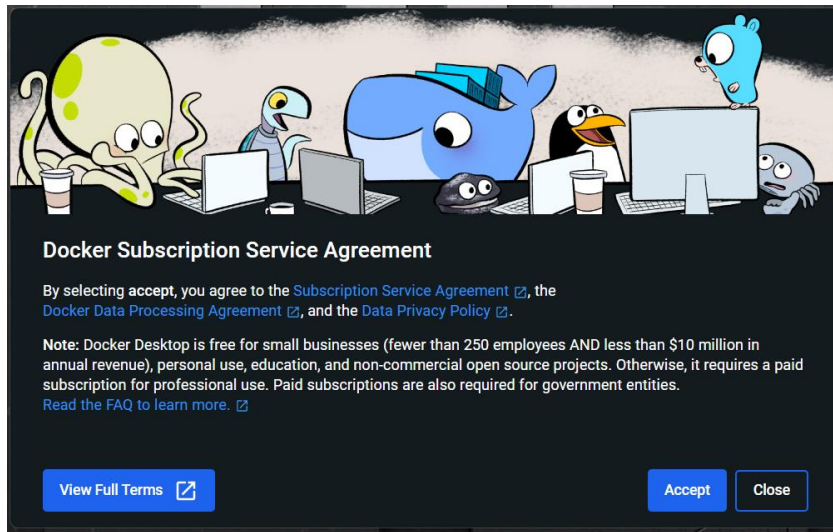 Docker Subscription Service Agreement
By selecting accept, you agree to the Subscription Service Agreement, the
Docker Data Processing Agreement, and the Data Privacy Policy.
Note: Docker Desktop is free for small businesses (fewer than 250 employees AND less than $10 million in
annual revenue), personal use, education, and non-commercial open source projects. Otherwise, it requires a paid
subscription for professional use. Paid subscriptions are also required for government entities.
Read the FAQ to learn more.
View Full Terms
Accept
Close